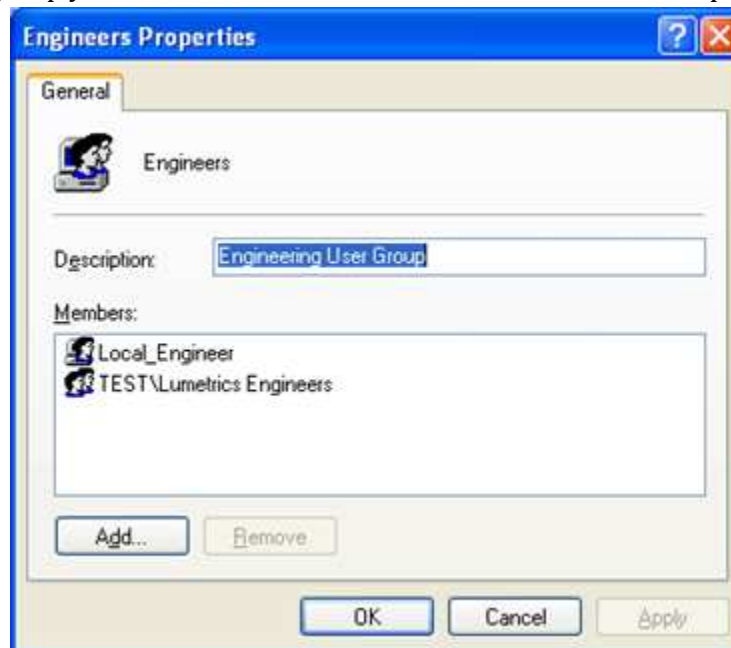 Engineers Properties
General
Engineers
Description: Engineering User Group
Members:
Local_Engineer
TEST\Lumetrics Engineers
Add... Remove
OK Cancel Apply